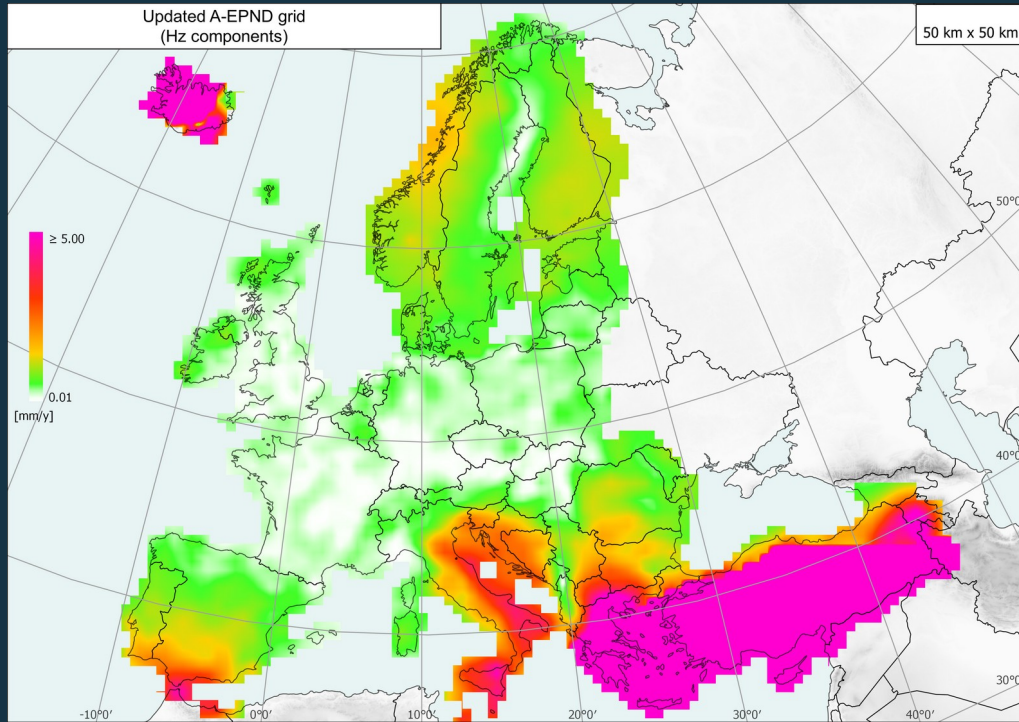 Updated A-EPND grid
(Hz components)
50 km x 50 km
50°0'
≥ 5.00
0.01
[mm/y]
40°0'
30°0'
-10°0'
0°0'
10°0'
20°0'
30°0'
40°0'